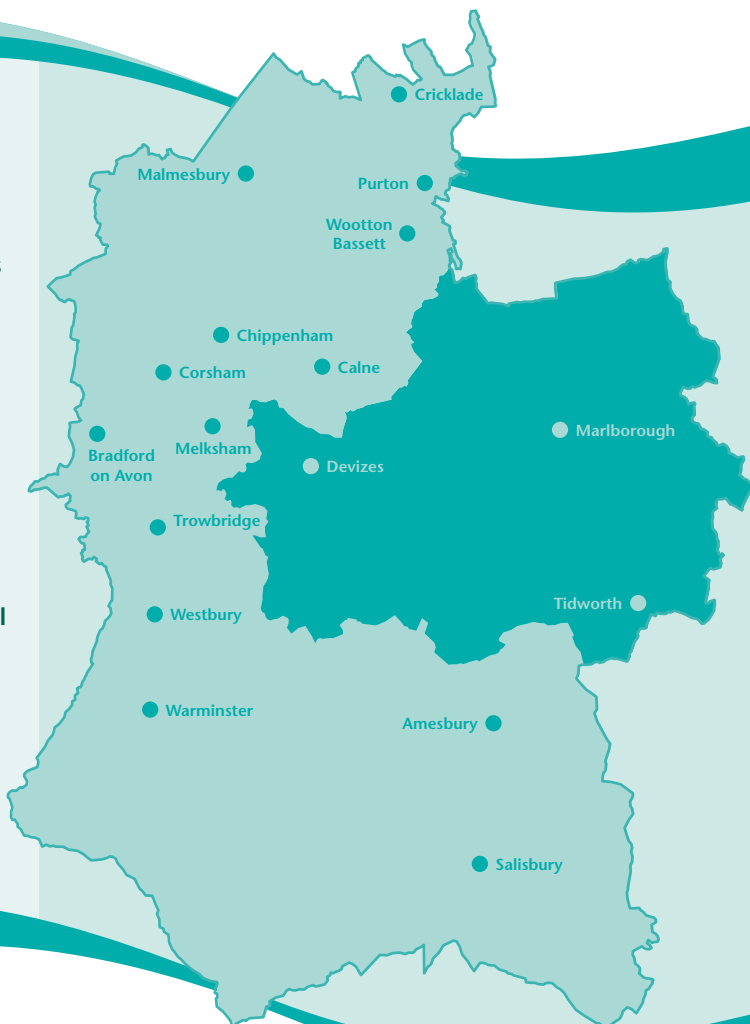 Cricklade
Malmesbury
Purton
Wootton
Bassett
Chippenham
Calne
Corsham
Marlborough
Bradford
on Avon
Melksham
Devizes
Trowbridge
Tidworth
Westbury
Warminster
Amesbury
Salisbury